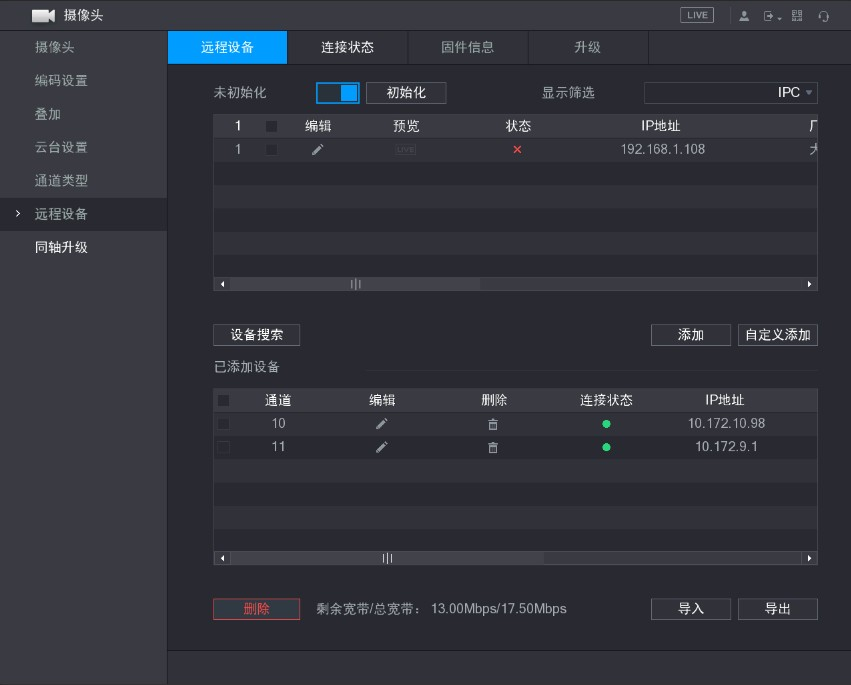 摄像头 LIVE
摄像头
编码设置
叠加
云台设置
通道类型
远程设备
同轴升级
远程设备 连接状态 固件信息 升级
未初始化 初始化 显示筛选 IPC
1 编辑 预览 状态 IP地址
1 LIVE 192.168.1.108
设备搜索 添加 自定义添加
已添加设备
通道 编辑 删除 连接状态 IP地址
10 10.172.10.98
11 10.172.9.1
删除 剩余宽带/总宽带： 13.00Mbps/17.50Mbps 导入 导出